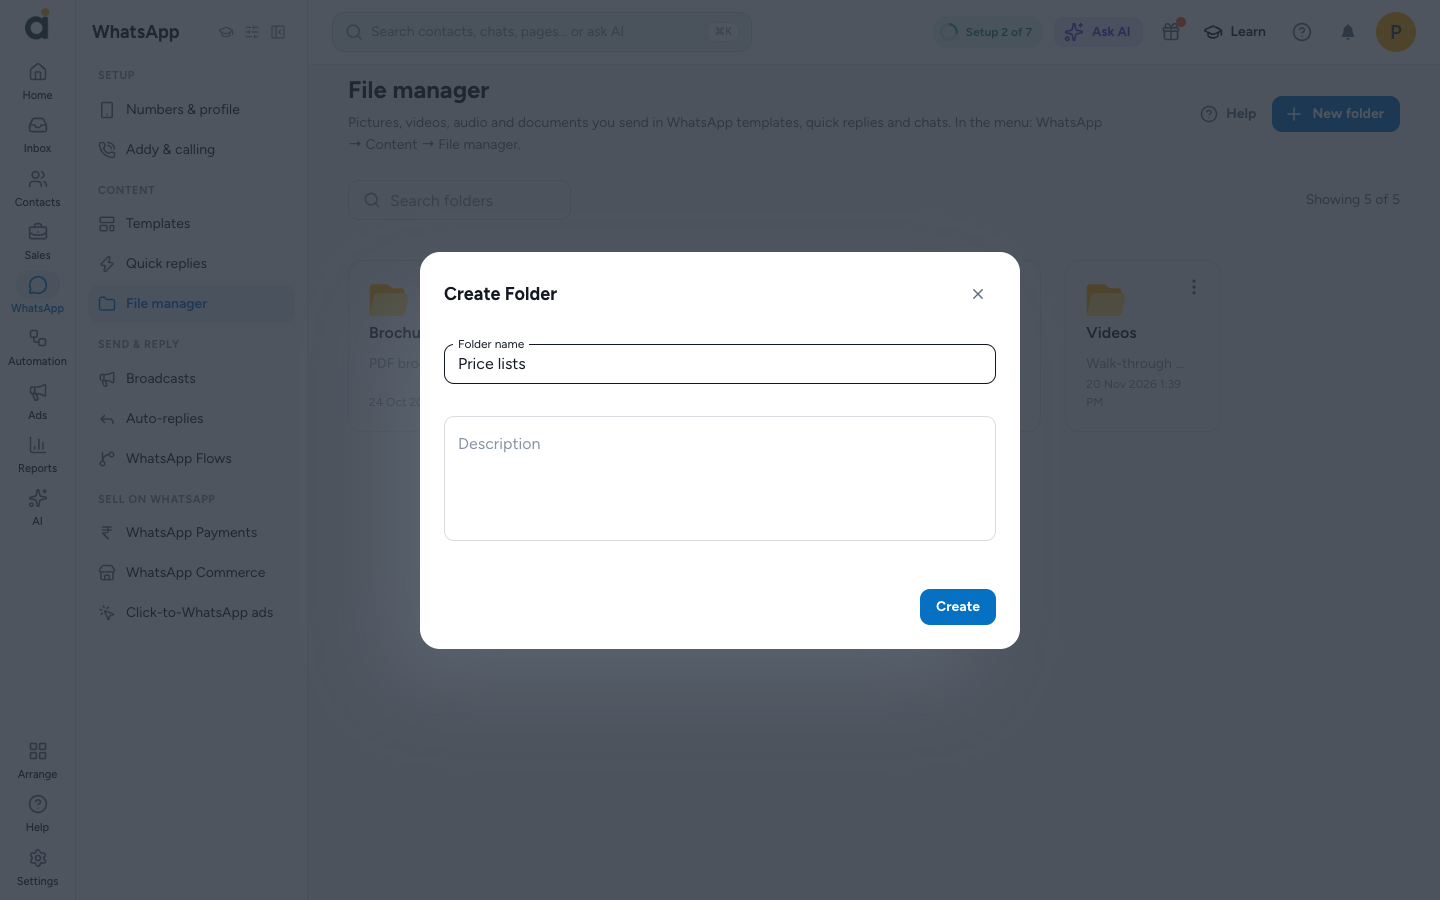 WhatsApp
Search contacts, chats, pages... or ask AI
⌘K
Setup 2 of 7
Ask AI
Learn
P
Home
Inbox
Contacts
Sales
WhatsApp
Automation
Ads
Reports
AI
Arrange
Help
Settings
SETUP
Numbers & profile
Addy & calling
CONTENT
Templates
Quick replies
File manager
SEND & REPLY
Broadcasts
Auto-replies
WhatsApp Flows
SELL ON WHATSAPP
WhatsApp Payments
WhatsApp Commerce
Click-to-WhatsApp ads
File manager
Pictures, videos, audio and documents you send in WhatsApp templates, quick replies and chats. In the menu: WhatsApp
→ Content → File manager.
Help
New folder
Search folders
Showing 5 of 5
PDF
24 Oct
Videos
Walk-through ...
20 Nov 2026 1:39
PM
Create Folder
Folder name
Price lists
Description
Create